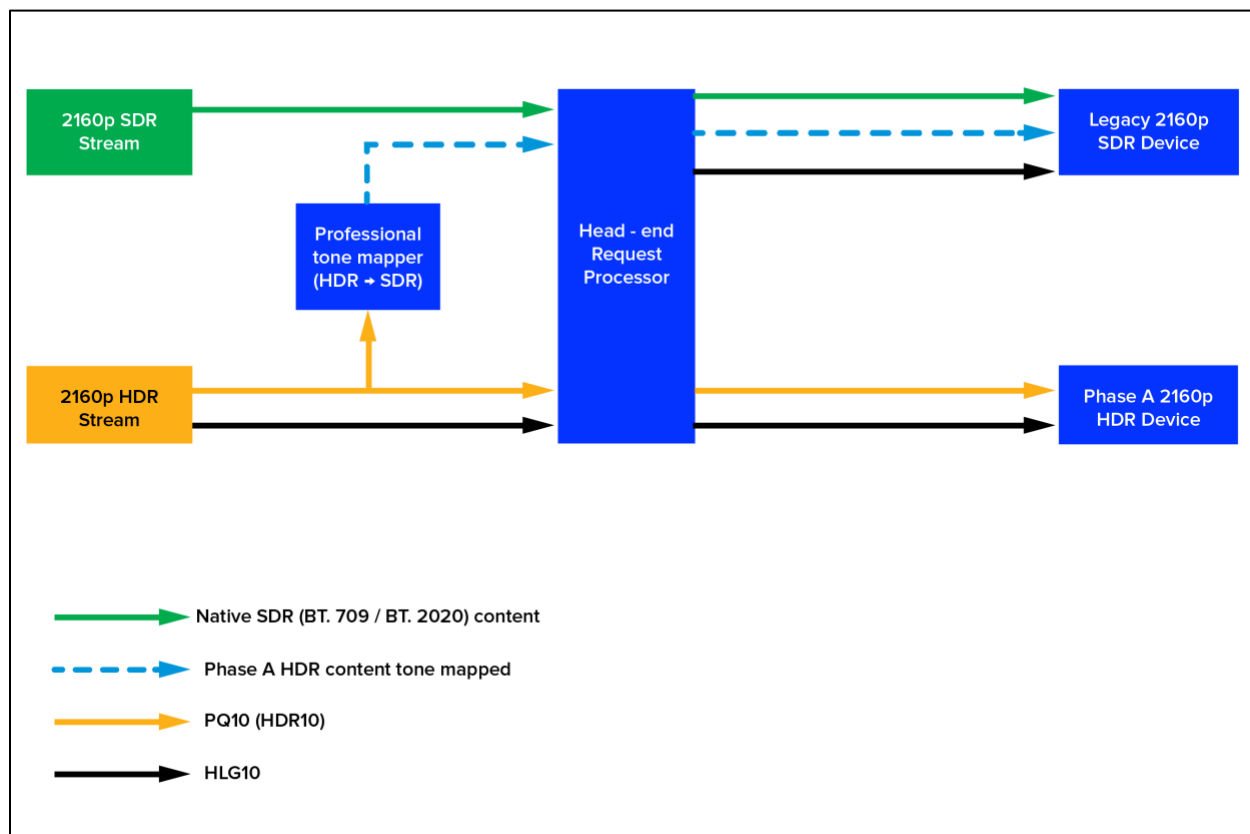 2160p SDR
Stream
Legacy 2160p
SDR Device
Professional
tone mapper
(HDR → SDR)
Head - end
Request
Processor
2160p HDR
Stream
Phase A 2160p
HDR Device
Native SDR (BT. 709 / BT. 2020) content
Phase A HDR content tone mapped
PQ10 (HDR10)
HLG10